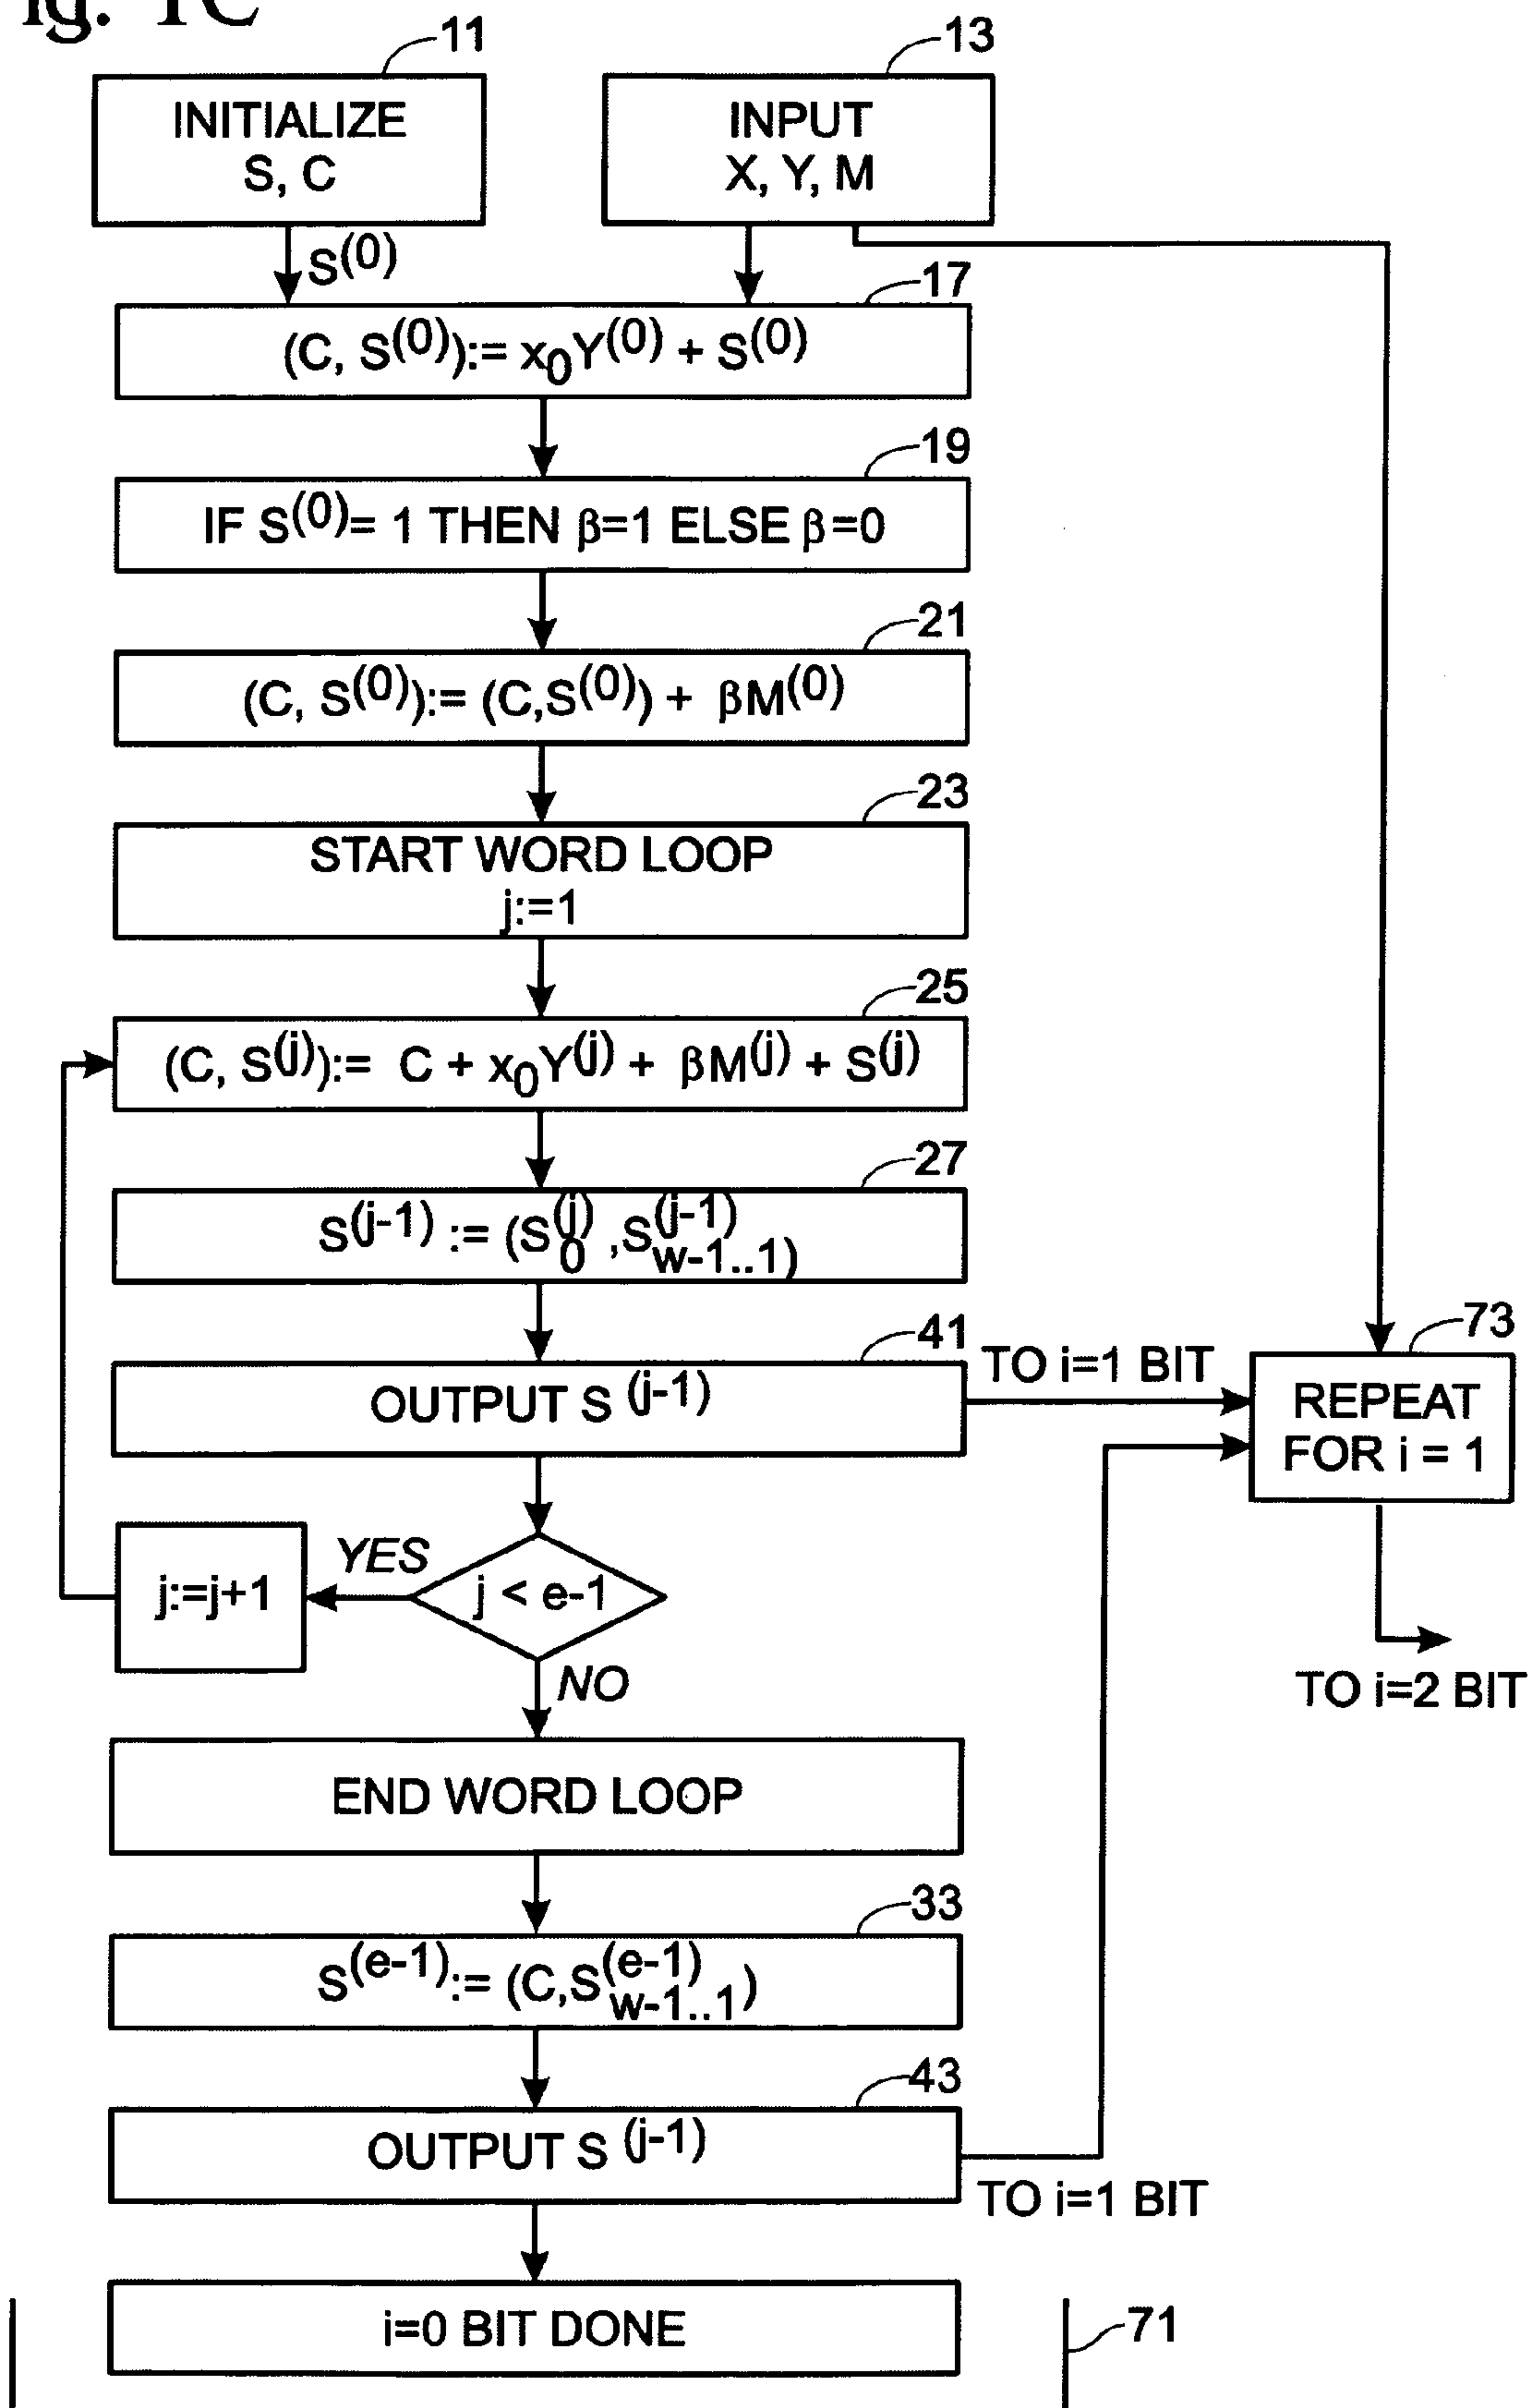 ig. 1C
11
INITIALIZE
S, C
13
INPUT
X, Y, M
S(0)
17
(C, S(0)):= x0Y(0) + S(0)
19
IF S(0)= 1 THEN β=1 ELSE β=0
21
(C, S(0)):= (C,S(0)) + βM(0)
23
START WORD LOOP
j:=1
25
(C, S(j)):= C + x0Y(j) + βM(j) + S(j)
27
S(j-1) := (S0(j) ,Sw-1..1(j-1))
41
OUTPUT S (j-1)
TO i=1 BIT
73
REPEAT
FOR i = 1
TO i=2 BIT
j < e-1
YES
j:=j+1
NO
END WORD LOOP
33
S(e-1):= (C,Sw-1..1(e-1))
43
OUTPUT S (j-1)
TO i=1 BIT
i=0 BIT DONE
71